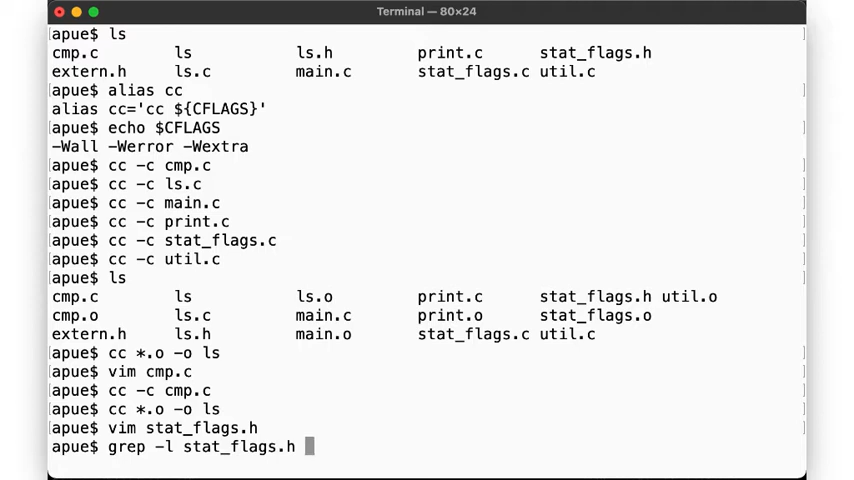 Terminal — 80×24
apue$ ls
cmp.c ls ls.h print.c stat_flags.h
extern.h ls.c main.c stat_flags.c util.c
apue$ alias cc
alias cc='cc ${CFLAGS}'
apue$ echo $CFLAGS
-Wall -Werror -Wextra
apue$ cc -c cmp.c
apue$ cc -c ls.c
apue$ cc -c main.c
apue$ cc -c print.c
apue$ cc -c stat_flags.c
apue$ cc -c util.c
apue$ ls
cmp.c ls ls.o print.c stat_flags.h util.o
cmp.o ls.c main.c print.o stat_flags.o
extern.h ls.h main.o stat_flags.c util.c
apue$ cc *.o -o ls
apue$ vim cmp.c
apue$ cc -c cmp.c
apue$ cc *.o -o ls
apue$ vim stat_flags.h
apue$ grep -l stat_flags.h